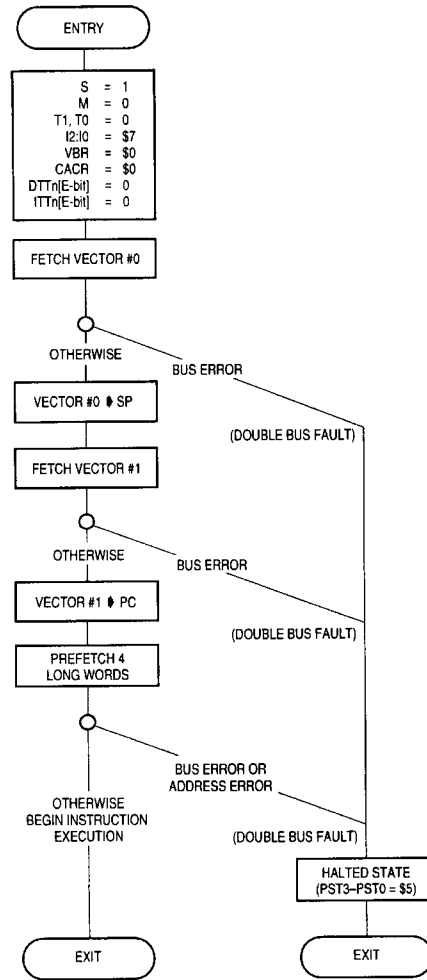 ENTRY
S = 1
M = 0
T1, T0 = 0
I2:I0 = $7
VBR = $0
CACR = $0
DTTn[E-bit] = 0
ITTn[E-bit] = 0
FETCH VECTOR #0
OTHERWISE
BUS ERROR
VECTOR #0 ➧ SP
(DOUBLE BUS FAULT)
FETCH VECTOR #1
OTHERWISE
BUS ERROR
VECTOR #1 ➧ PC
(DOUBLE BUS FAULT)
PREFETCH 4
LONG WORDS
BUS ERROR OR
ADDRESS ERROR
OTHERWISE
BEGIN INSTRUCTION
EXECUTION
(DOUBLE BUS FAULT)
HALTED STATE
(PST3–PST0 = $5)
EXIT
EXIT